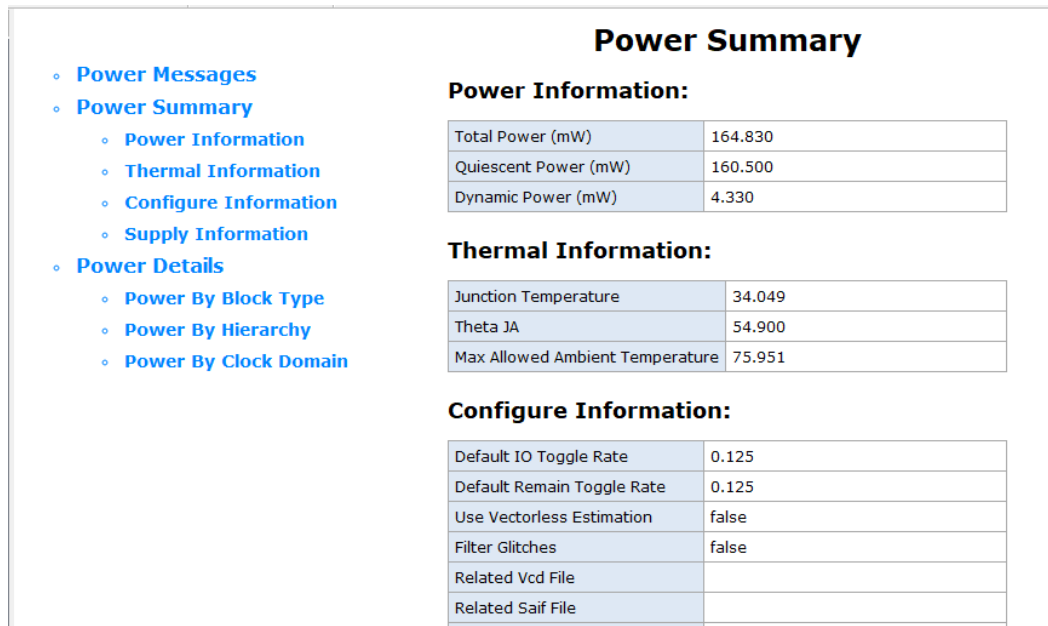 Power Messages
Power Summary
Power Information
Thermal Information
Configure Information
Supply Information
Power Details
Power By Block Type
Power By Hierarchy
Power By Clock Domain
Power Summary
Power Information:
Total Power (mW) 164.830
Quiescent Power (mW) 160.500
Dynamic Power (mW) 4.330
Thermal Information:
Junction Temperature 34.049
Theta JA 54.900
Max Allowed Ambient Temperature 75.951
Configure Information:
Default IO Toggle Rate 0.125
Default Remain Toggle Rate 0.125
Use Vectorless Estimation false
Filter Glitches false
Related Vcd File
Related Saif File